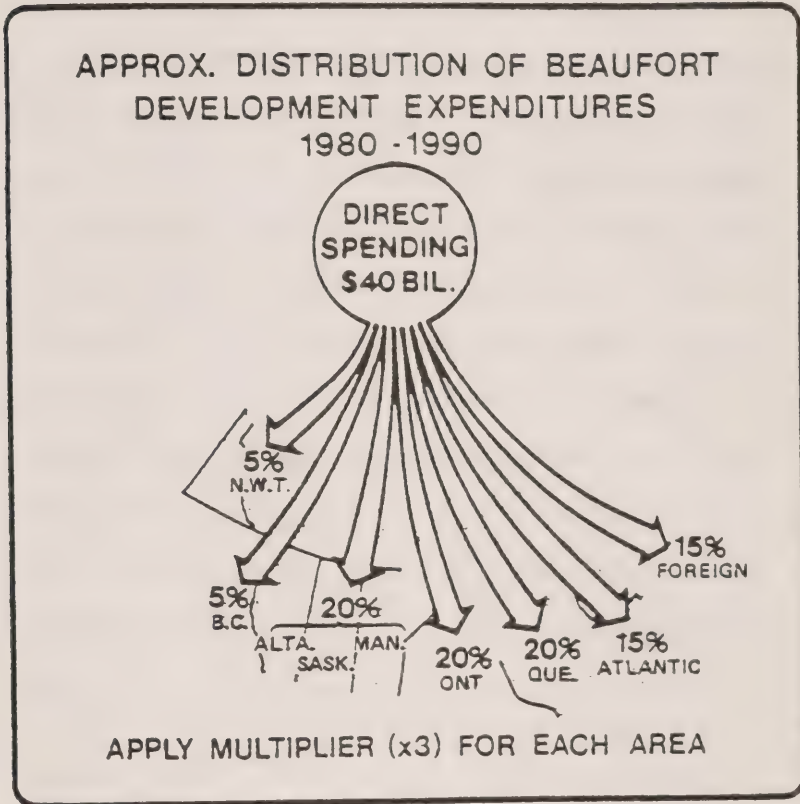 APPROX. DISTRIBUTION OF BEAUFORT
DEVELOPMENT EXPENDITURES
1980 -1990
DIRECT
SPENDING
$40 BIL.
5%
N.W.T.
5%
B.C.
20%
ALTA.
SASK.
MAN.
20%
ONT
20%
QUE.
15%
ATLANTIC
15%
FOREIGN
APPLY MULTIPLIER (x3) FOR EACH AREA